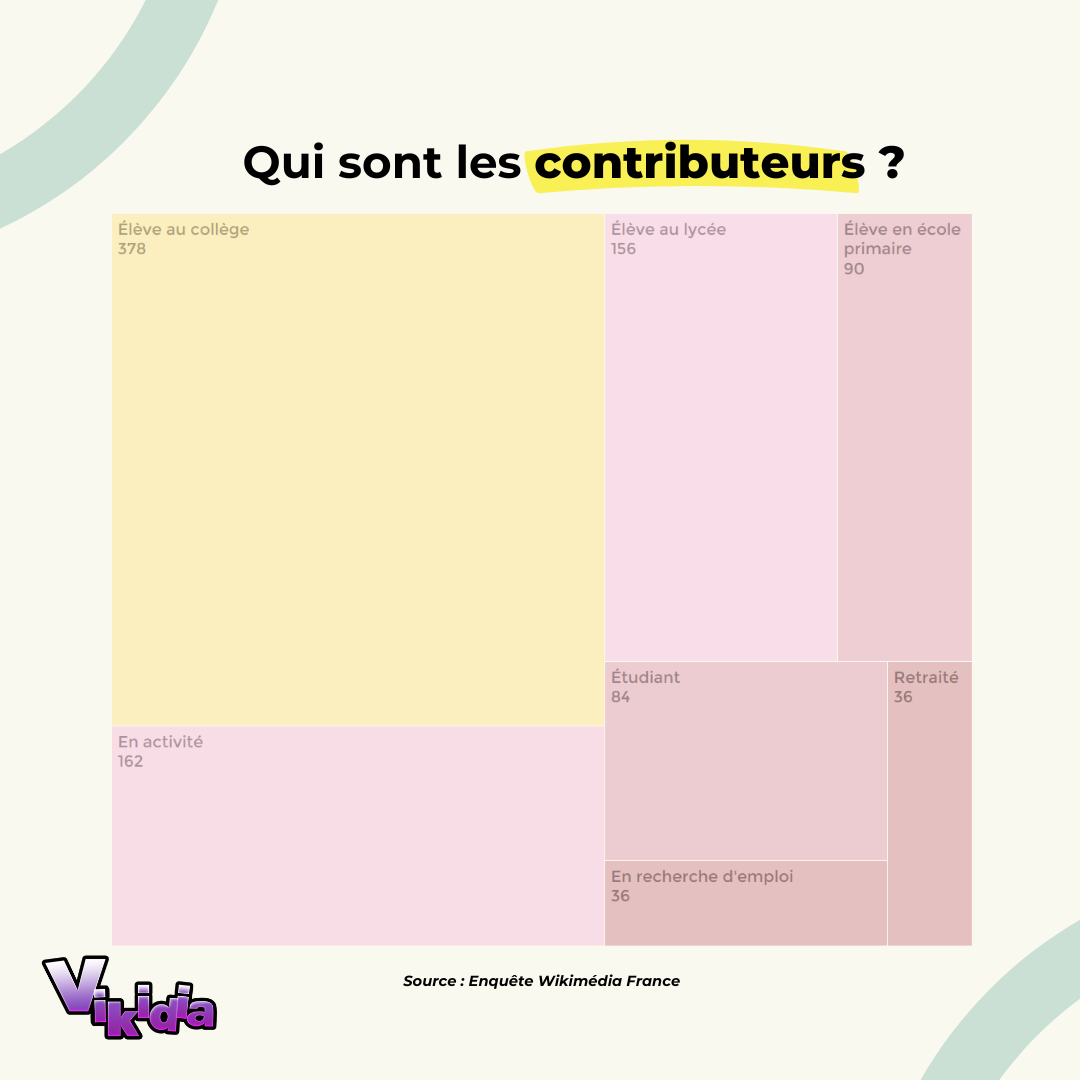 Qui sont les contributeurs ?
Élève au collège
378
Élève au lycée
156
Élève en école
primaire
90
En activité
162
Étudiant
84
Retraité
36
En recherche d'emploi
36
Source : Enquête Wikimédia France
Vikidia